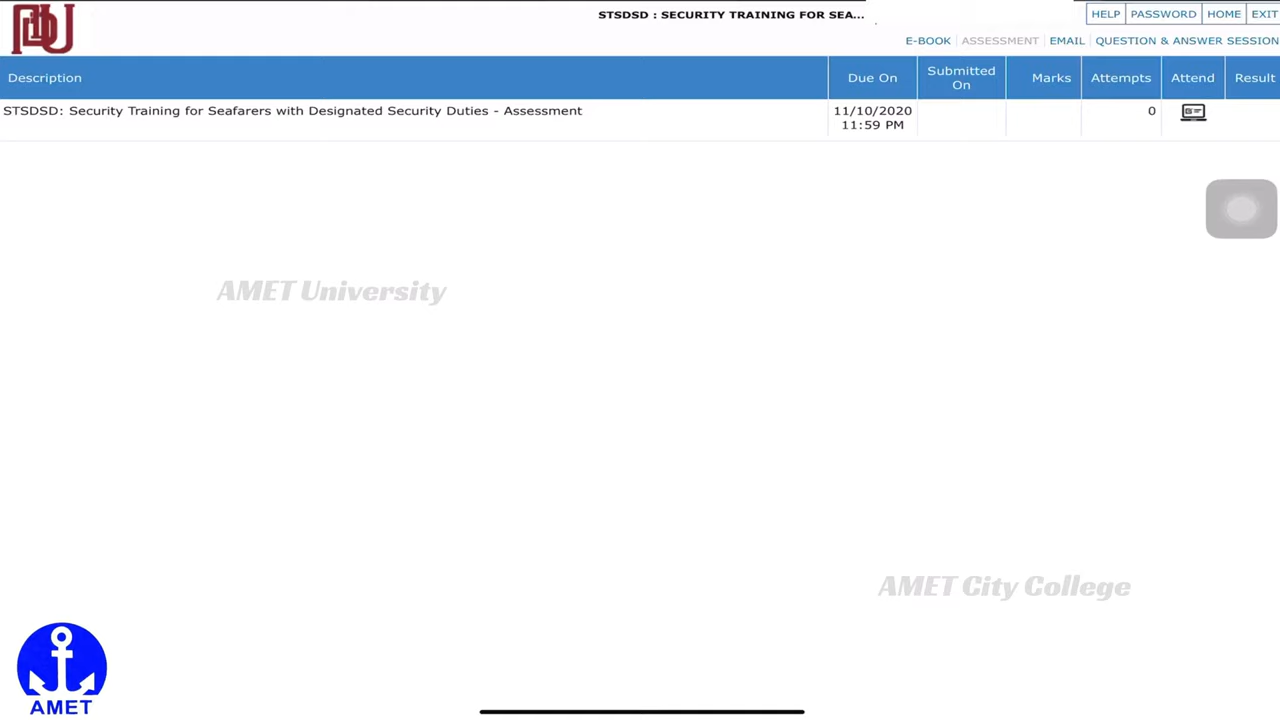 STSDSD : SECURITY TRAINING FOR SEA...
HELP PASSWORD HOME EXIT
E-BOOK ASSESSMENT EMAIL QUESTION & ANSWER SESSION
Description Due On Submitted On Marks Attempts Attend Result
STSDSD: Security Training for Seafarers with Designated Security Duties - Assessment 11/10/2020 0
11:59 PM
AMET University
AMET City College
AMET